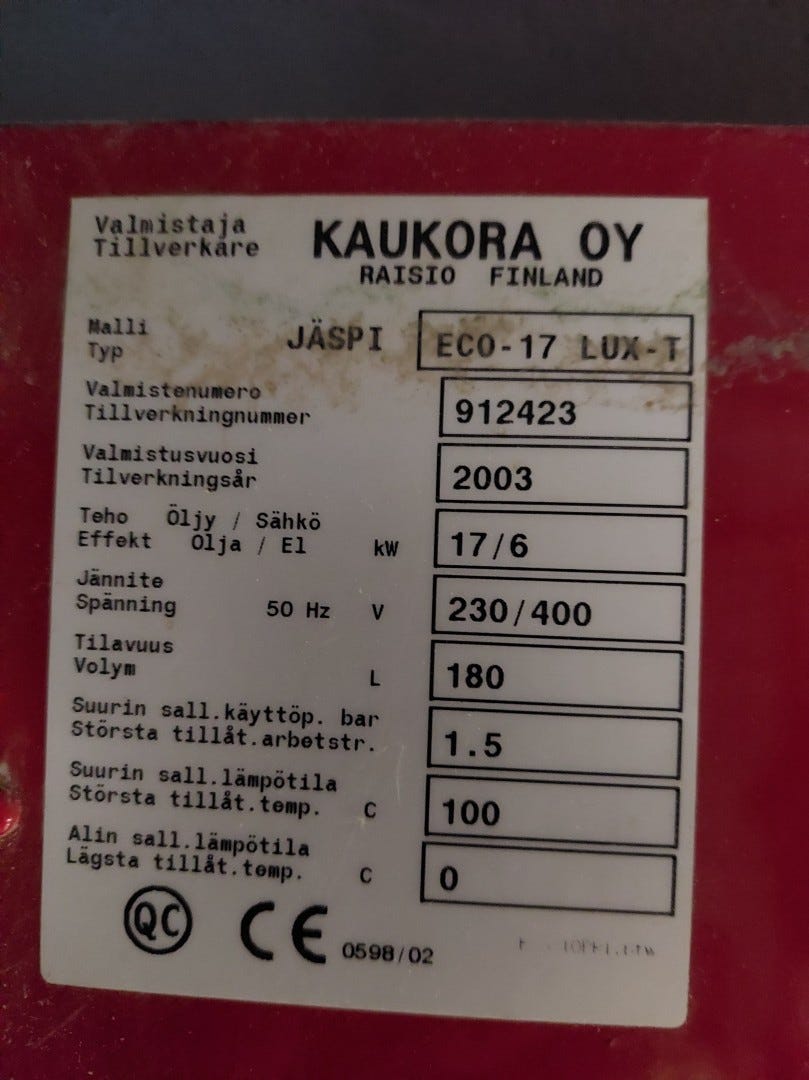 Valmistaja
Tillverkare
KAUKORA OY
RAISIO FINLAND
Malli
Typ
JÄSPI
ECO-17 LUX-T
Valmistenumero
Tillverkningnummer
912423
Valmistusvuosi
Tilverkningsår
2003
Teho Öljy / Sähkö
Effekt Olja / El kW
17/6
Jännite
Spänning 50 Hz V
230/400
Tilavuus
Volym L
180
Suurin sall.käyttöp. bar
Största tillåt.arbetstr.
1.5
Suurin sall.lämpötila
Största tillåt.temp. C
100
Alin sall.lämpötila
Lägsta tillåt.temp. C
0
QC CE 0598/02